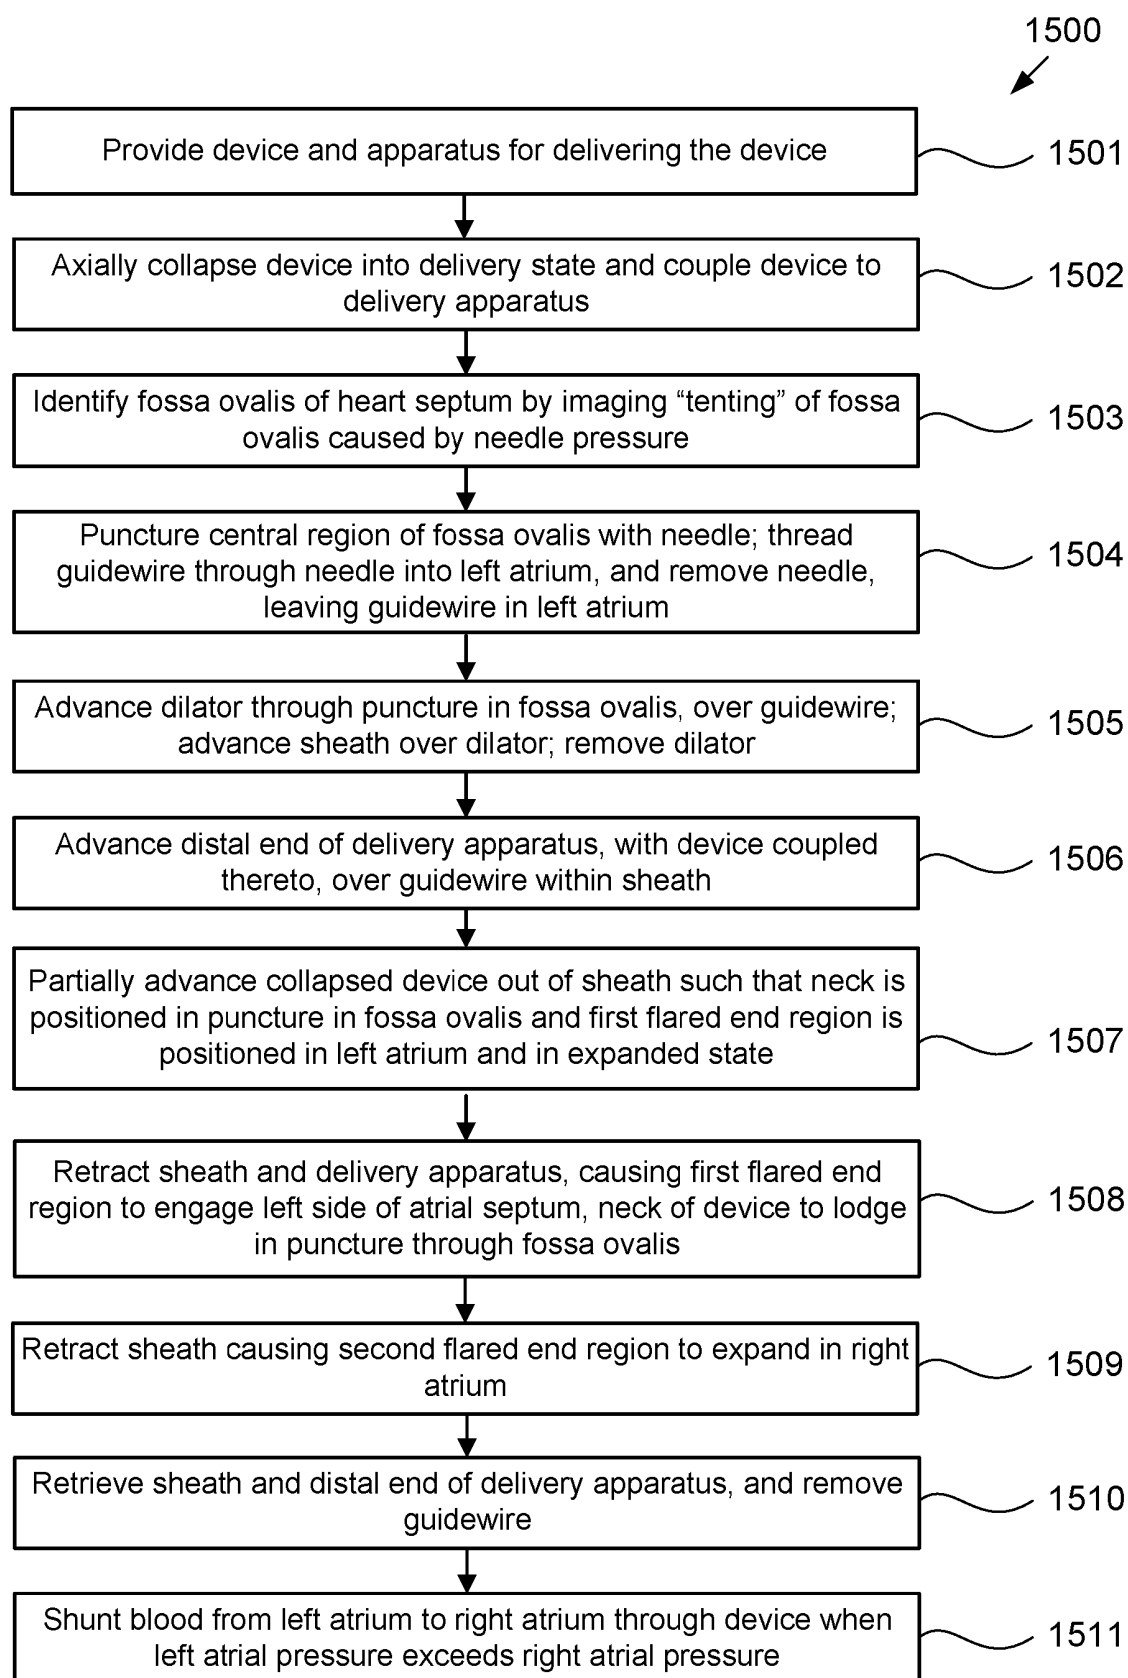 1500
Provide device and apparatus for delivering the device
1501
Axially collapse device into delivery state and couple device to
delivery apparatus
1502
Identify fossa ovalis of heart septum by imaging “tenting” of fossa
ovalis caused by needle pressure
1503
Puncture central region of fossa ovalis with needle; thread
guidewire through needle into left atrium, and remove needle,
leaving guidewire in left atrium
1504
Advance dilator through puncture in fossa ovalis, over guidewire;
advance sheath over dilator; remove dilator
1505
Advance distal end of delivery apparatus, with device coupled
thereto, over guidewire within sheath
1506
Partially advance collapsed device out of sheath such that neck is
positioned in puncture in fossa ovalis and first flared end region is
positioned in left atrium and in expanded state
1507
Retract sheath and delivery apparatus, causing first flared end
region to engage left side of atrial septum, neck of device to lodge
in puncture through fossa ovalis
1508
Retract sheath causing second flared end region to expand in right
atrium
1509
Retrieve sheath and distal end of delivery apparatus, and remove
guidewire
1510
Shunt blood from left atrium to right atrium through device when
left atrial pressure exceeds right atrial pressure
1511